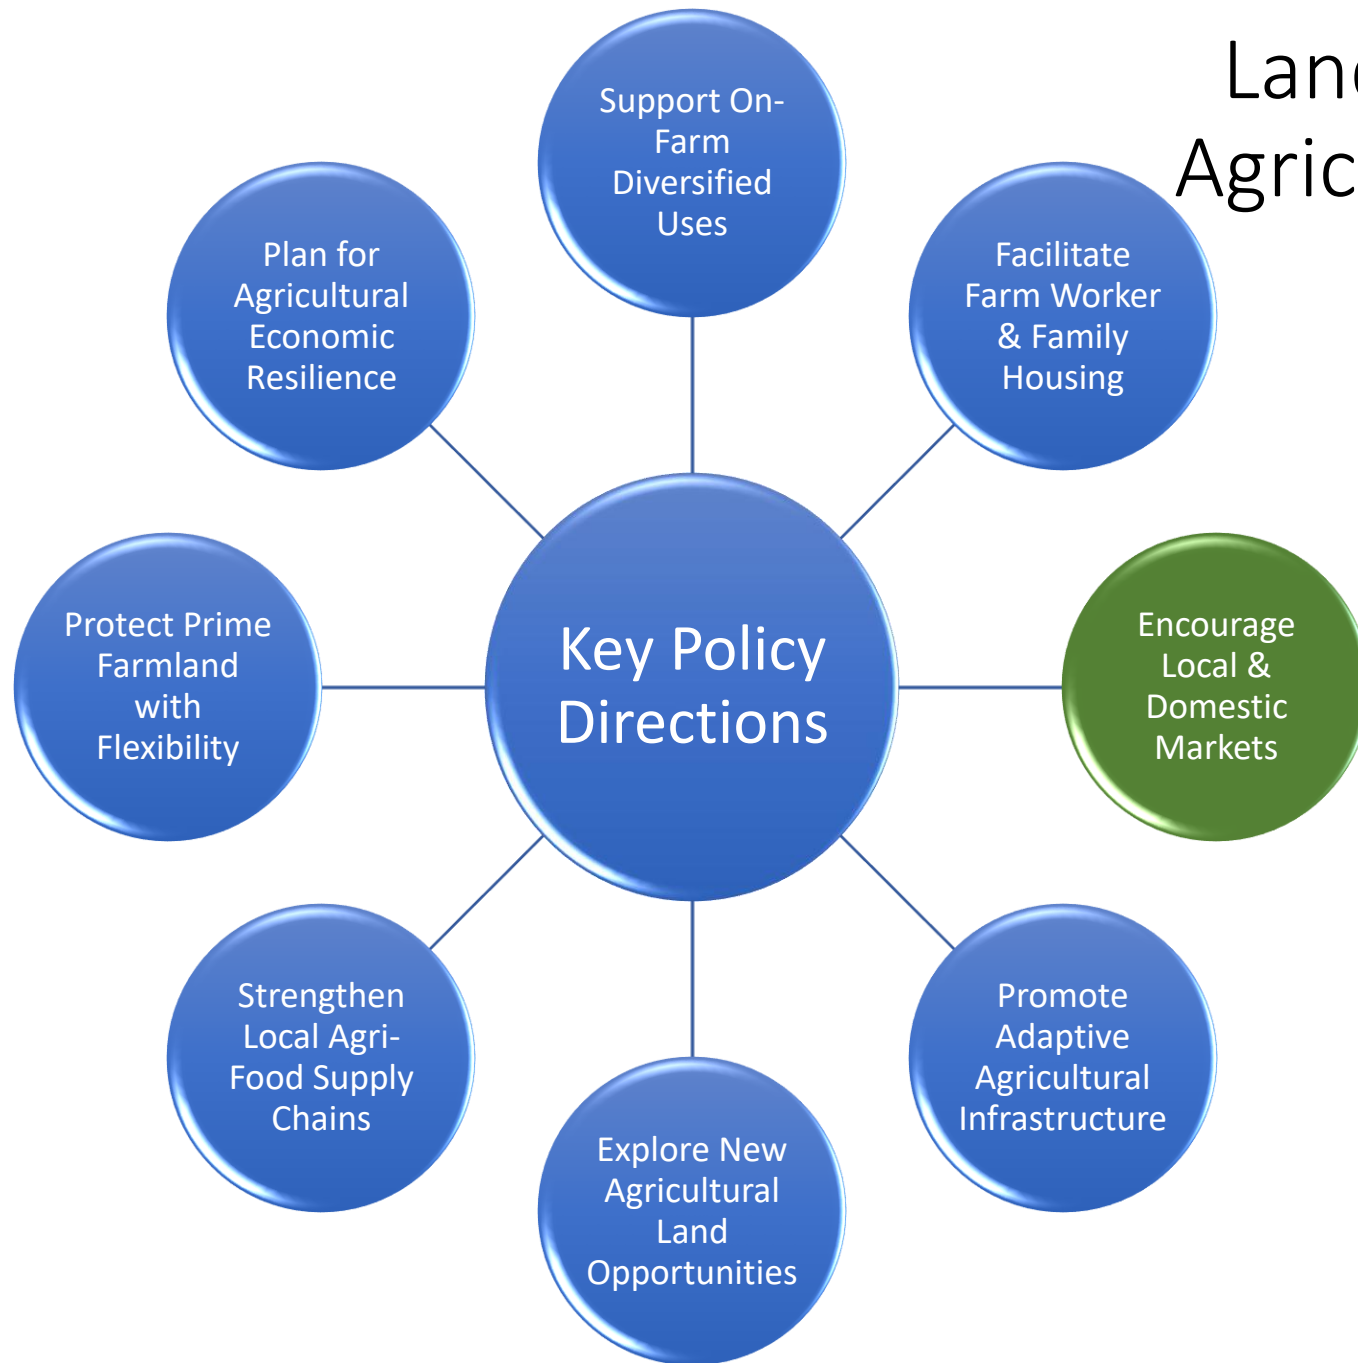 Support On-
Farm
Diversified
Uses
Facilitate
Farm Worker
& Family
Housing
Encourage
Local &
Domestic
Markets
Promote
Adaptive
Agricultural
Infrastructure
Explore New
Agricultural
Land
Opportunities
Strengthen
Local Agri-
Food Supply
Chains
Protect Prime
Farmland
with
Flexibility
Plan for
Agricultural
Economic
Resilience
Key Policy
Directions